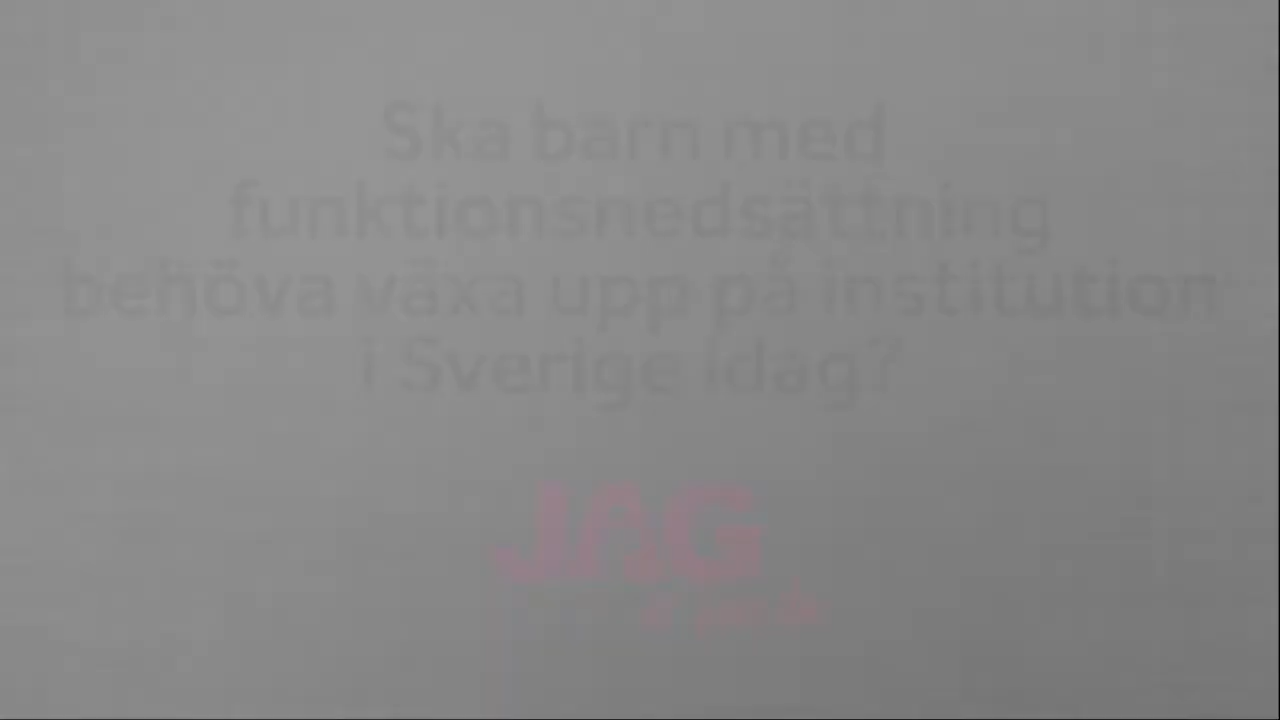 Ska barn med
funktionsnedsättning
behöva växa upp på institution
i Sverige idag?
JAG